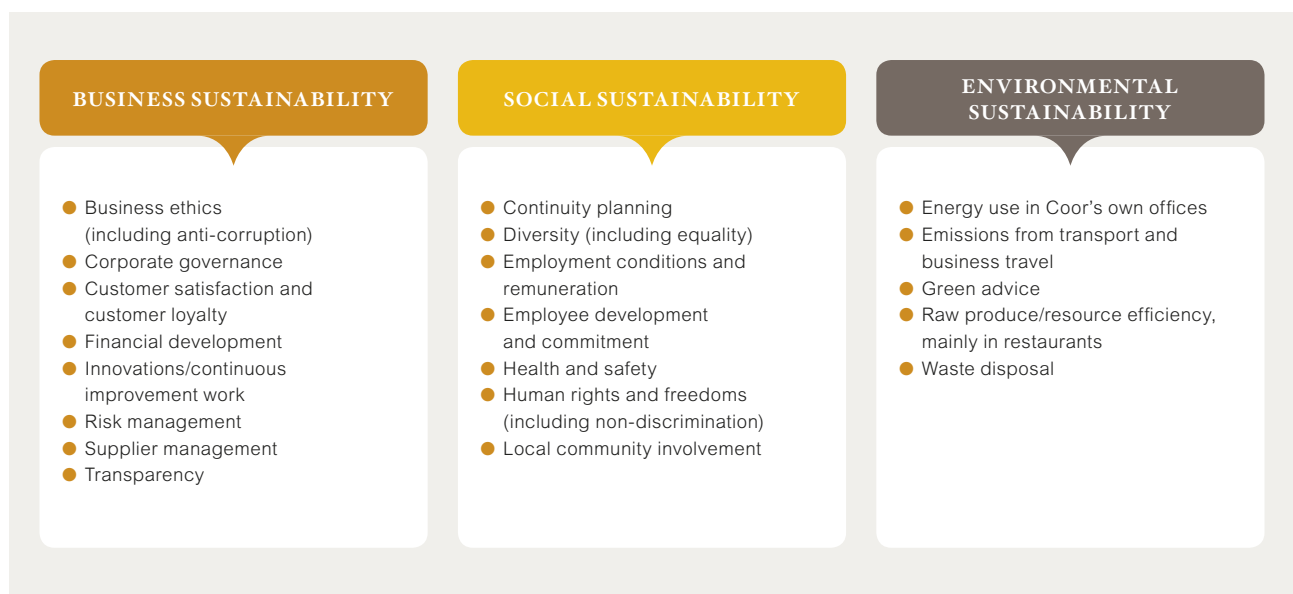 BUSINESS SUSTAINABILITY
Business ethics
(including anti-corruption)
Corporate governance
Customer satisfaction and
customer loyalty
Financial development
Innovations/continuous
improvement work
Risk management
Supplier management
Transparency
SOCIAL SUSTAINABILITY
Continuity planning
Diversity (including equality)
Employment conditions and
remuneration
Employee development
and commitment
Health and safety
Human rights and freedoms
(including non-discrimination)
Local community involvement
ENVIRONMENTAL
SUSTAINABILITY
Energy use in Coor’s own offices
Emissions from transport and
business travel
Green advice
Raw produce/resource efficiency,
mainly in restaurants
Waste disposal